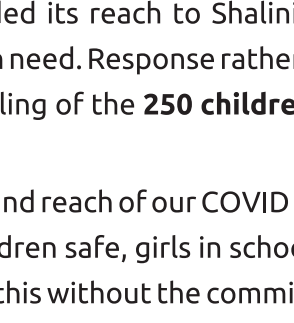 ded its reach to Shalini
n need. Response rather
ling of the 250 childre
nd reach of our COVID
dren safe, girls in schoo
this without the commi